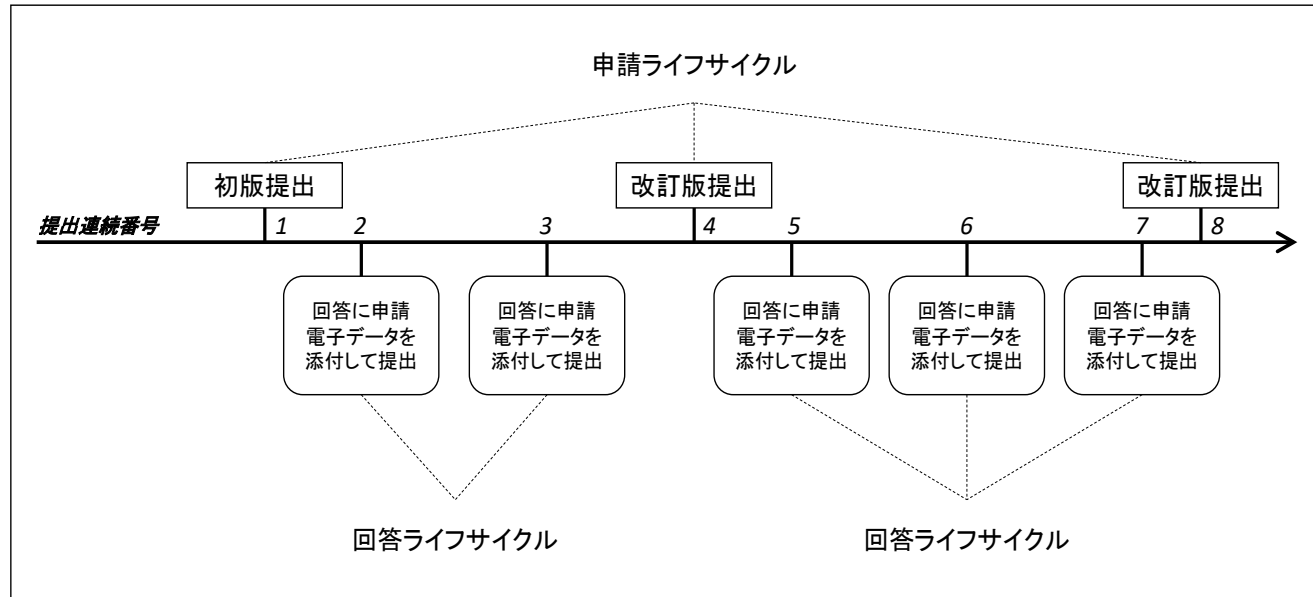 申請ライフサイクル
初版提出
改訂版提出
改訂版提出
提出連続番号
1
2
3
4
5
6
7
8
回答に申請
電子データを
添付して提出
回答に申請
電子データを
添付して提出
回答に申請
電子データを
添付して提出
回答に申請
電子データを
添付して提出
回答に申請
電子データを
添付して提出
回答ライフサイクル
回答ライフサイクル